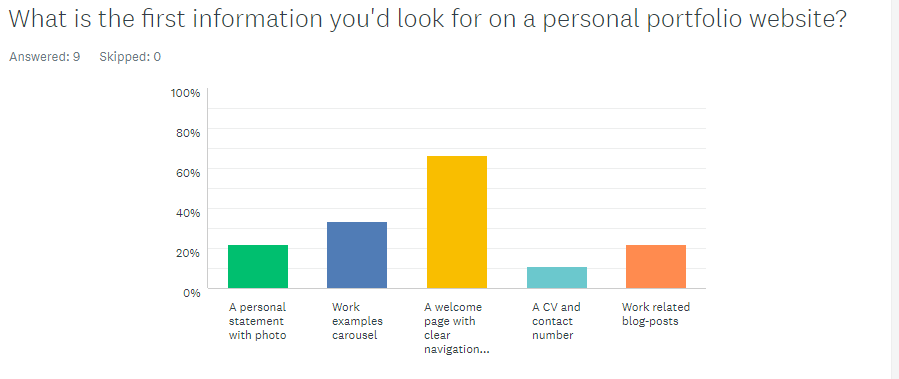 What is the first information you'd look for on a personal portfolio website?
Answered: 9 Skipped: 0
100%
80%
60%
40%
20%
0%
A personal
statement
with photo
Work
examples
carousel
A welcome
page with
clear
navigation...
A CV and
contact
number
Work related
blog-posts